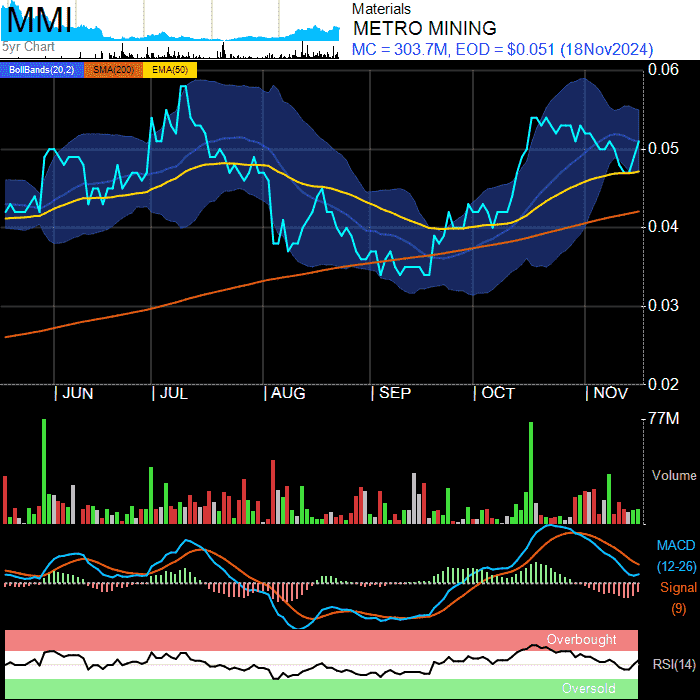 MMI
5yr Chart
Materials
METRO MINING
MC = 303.7M, EOD = $0.051 (18Nov2024)
BollBands(20,2) SMA(200) EMA(50)
0.06
0.05
0.04
0.03
0.02
| JUN | JUL | AUG | SEP | OCT | NOV
77M
Volume
MACD
(12-26)
Signal
(9)
Overbought
RSI(14)
Oversold